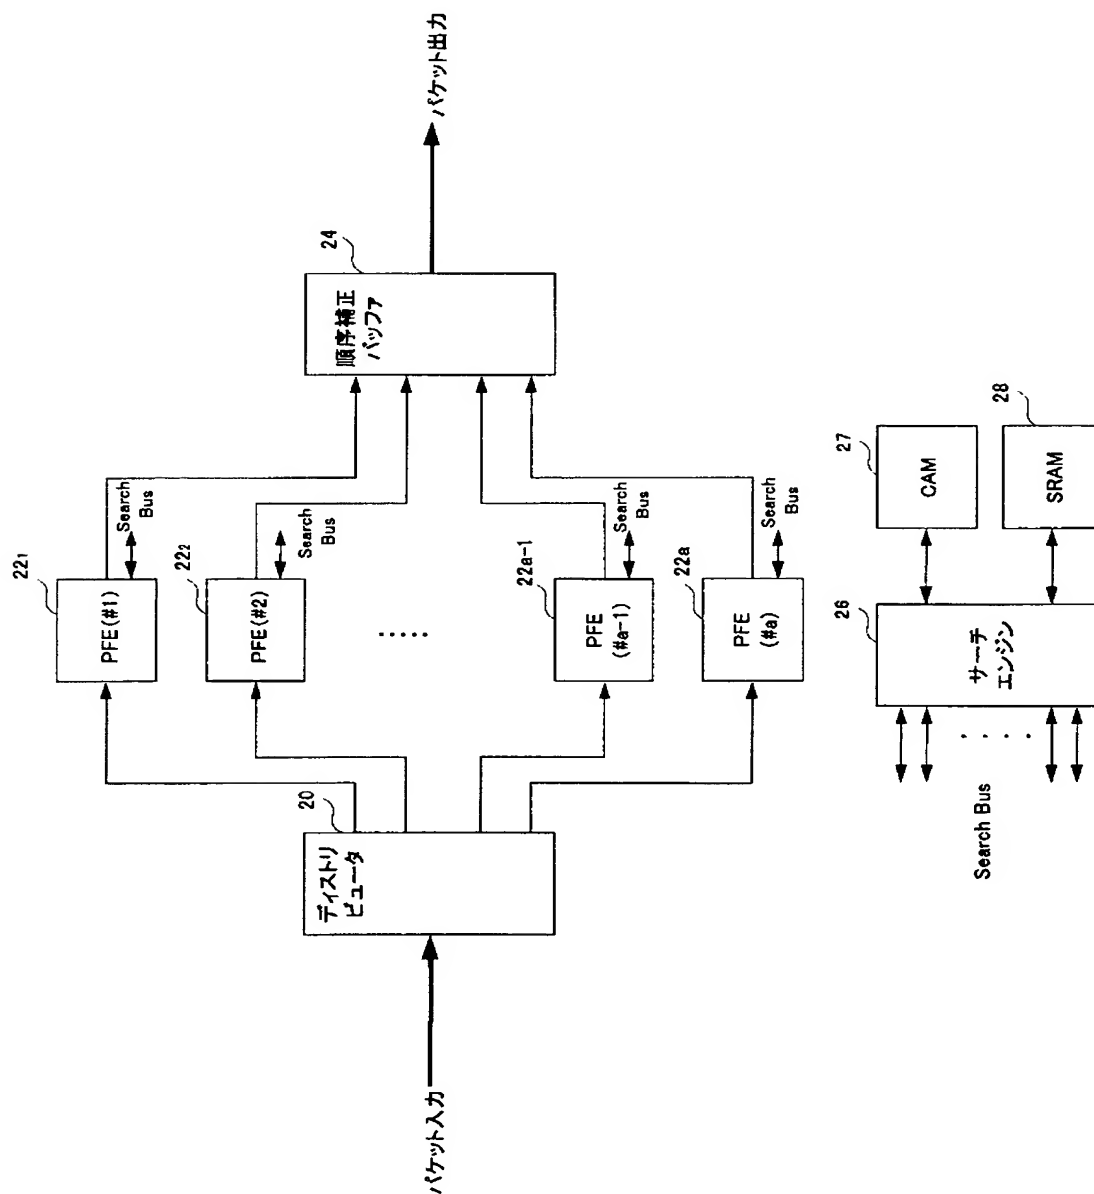 パケット入力
20
ディストリ
ビュータ
22₁
PFE(#1)
Search
Bus
22₂
PFE(#2)
Search
Bus
.....
22a-1
PFE
(#a-1)
Search
Bus
22a
PFE
(#a)
Search
Bus
24
順序補正
バッファ
パケット出力
Search Bus
.....
26
サーチ
エンジン
27
CAM
28
SRAM